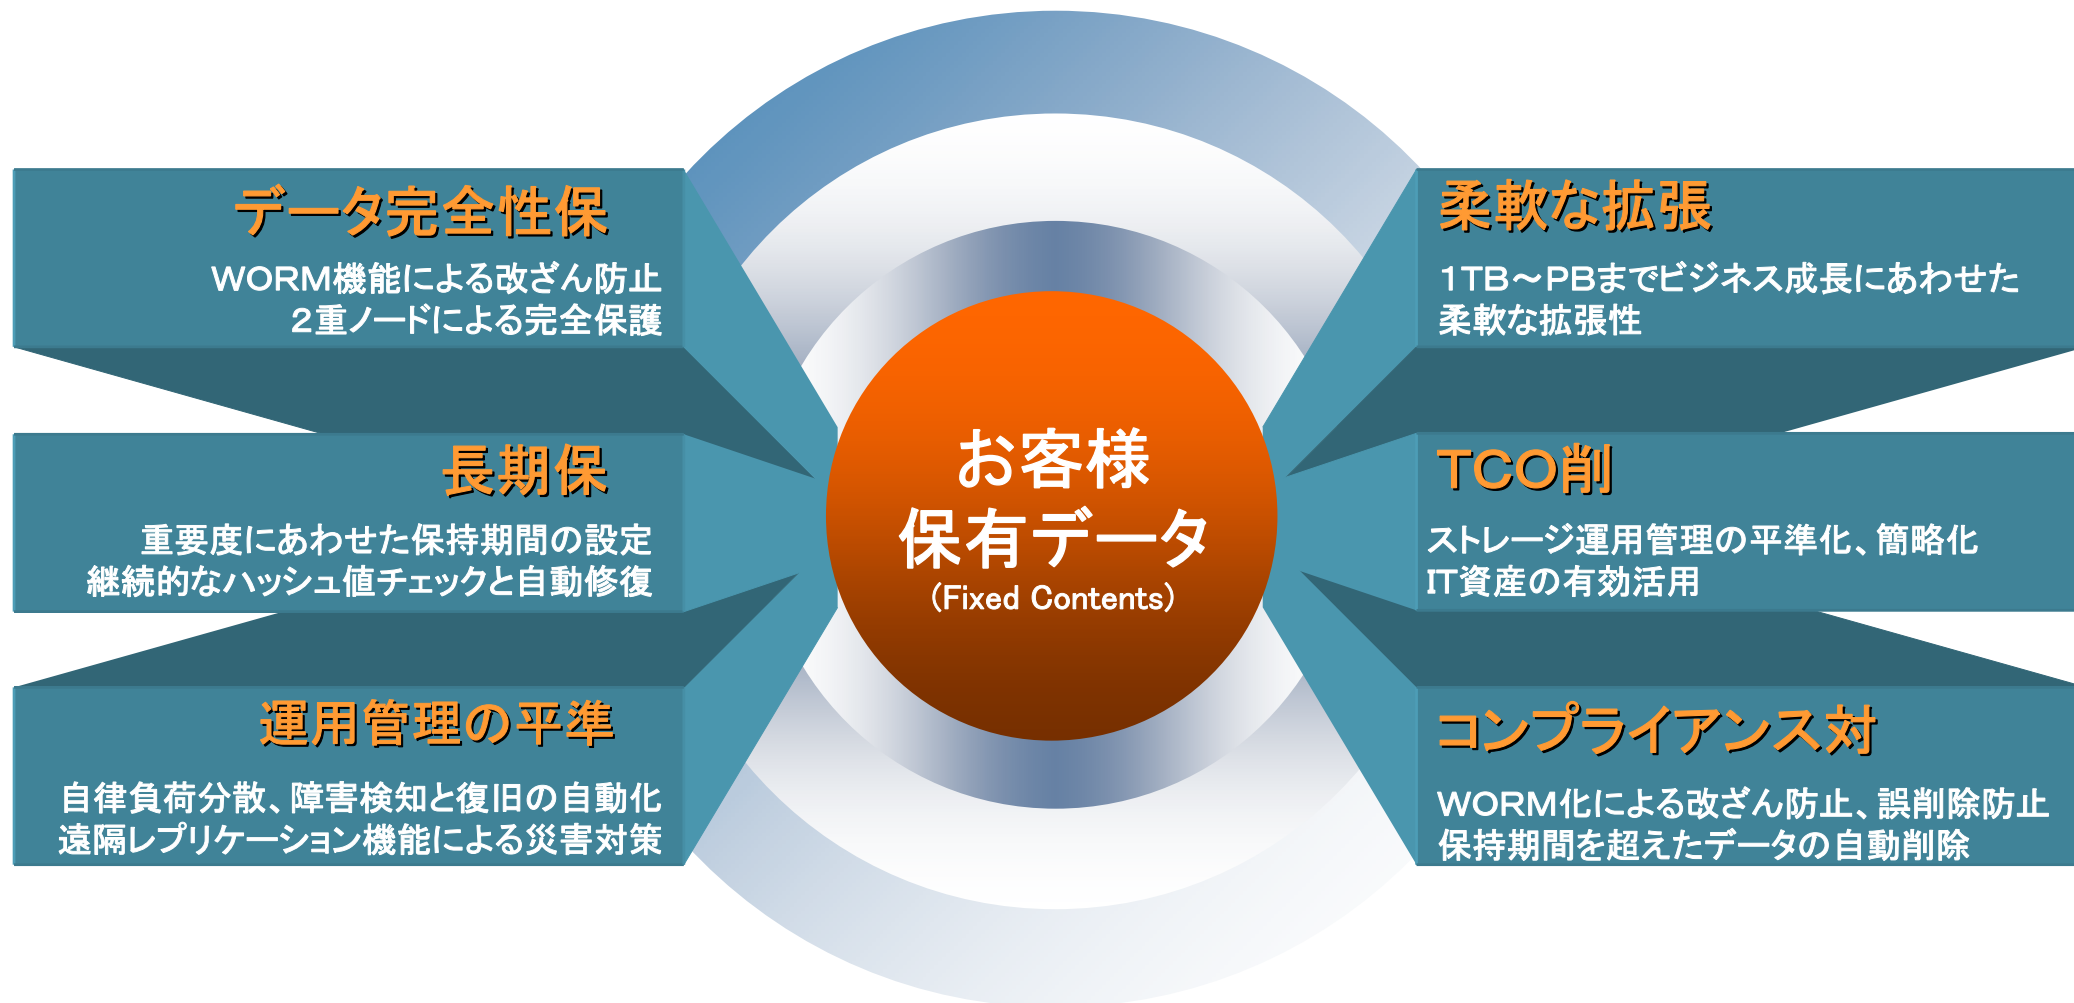 データ完全性保
WORM機能による改ざん防止
2重ノードによる完全保護
長期保
重要度にあわせた保持期間の設定
継続的なハッシュ値チェックと自動修復
運用管理の平準
自律負荷分散、障害検知と復旧の自動化
遠隔レプリケーション機能による災害対策
お客様
保有データ
(Fixed Contents)
柔軟な拡張
1TB～PBまでビジネス成長にあわせた
柔軟な拡張性
TCO削
ストレージ運用管理の平準化、簡略化
IT資産の有効活用
コンプライアンス対
WORM化による改ざん防止、誤削除防止
保持期間を超えたデータの自動削除